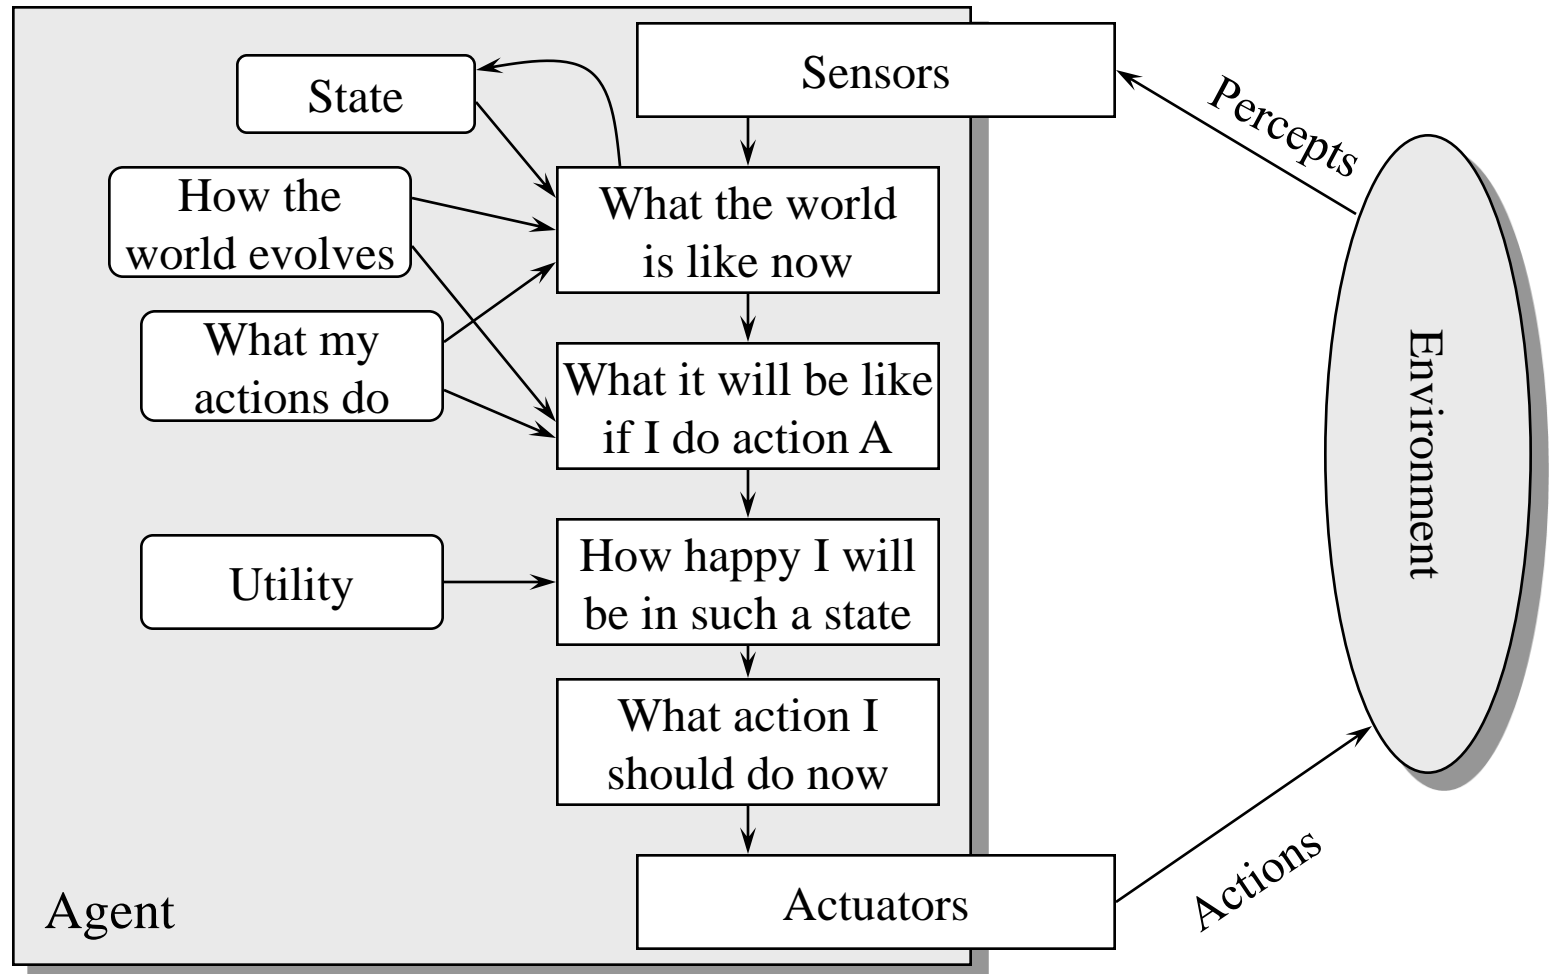 Sensors
State
Percepts
How the
world evolves
What the world
is like now
What my
actions do
What it will be like
if I do action A
Environment
Utility
How happy I will
be in such a state
What action I
should do now
Agent
Actuators
Actions